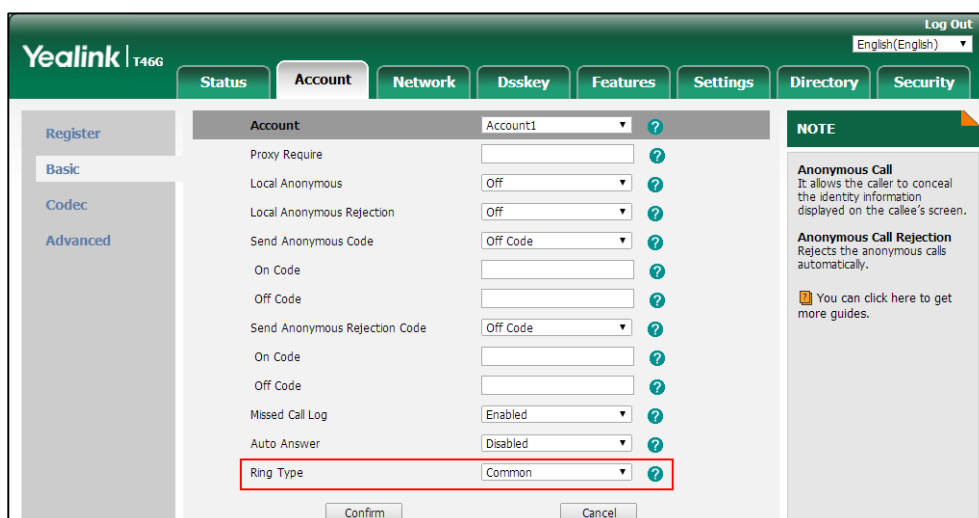 Log Out
Yealink T46G
English(English)
Status Account Network Dsskey Features Settings Directory Security
Register
Basic
Codec
Advanced
Account Account1
Proxy Require
Local Anonymous Off
Local Anonymous Rejection Off
Send Anonymous Code Off Code
On Code
Off Code
Send Anonymous Rejection Code Off Code
On Code
Off Code
Missed Call Log Enabled
Auto Answer Disabled
Ring Type Common
Confirm Cancel
NOTE
Anonymous Call
It allows the caller to conceal
the identity information
displayed on the callee's screen.
Anonymous Call Rejection
Rejects the anonymous calls
automatically.
You can click here to get
more guides.